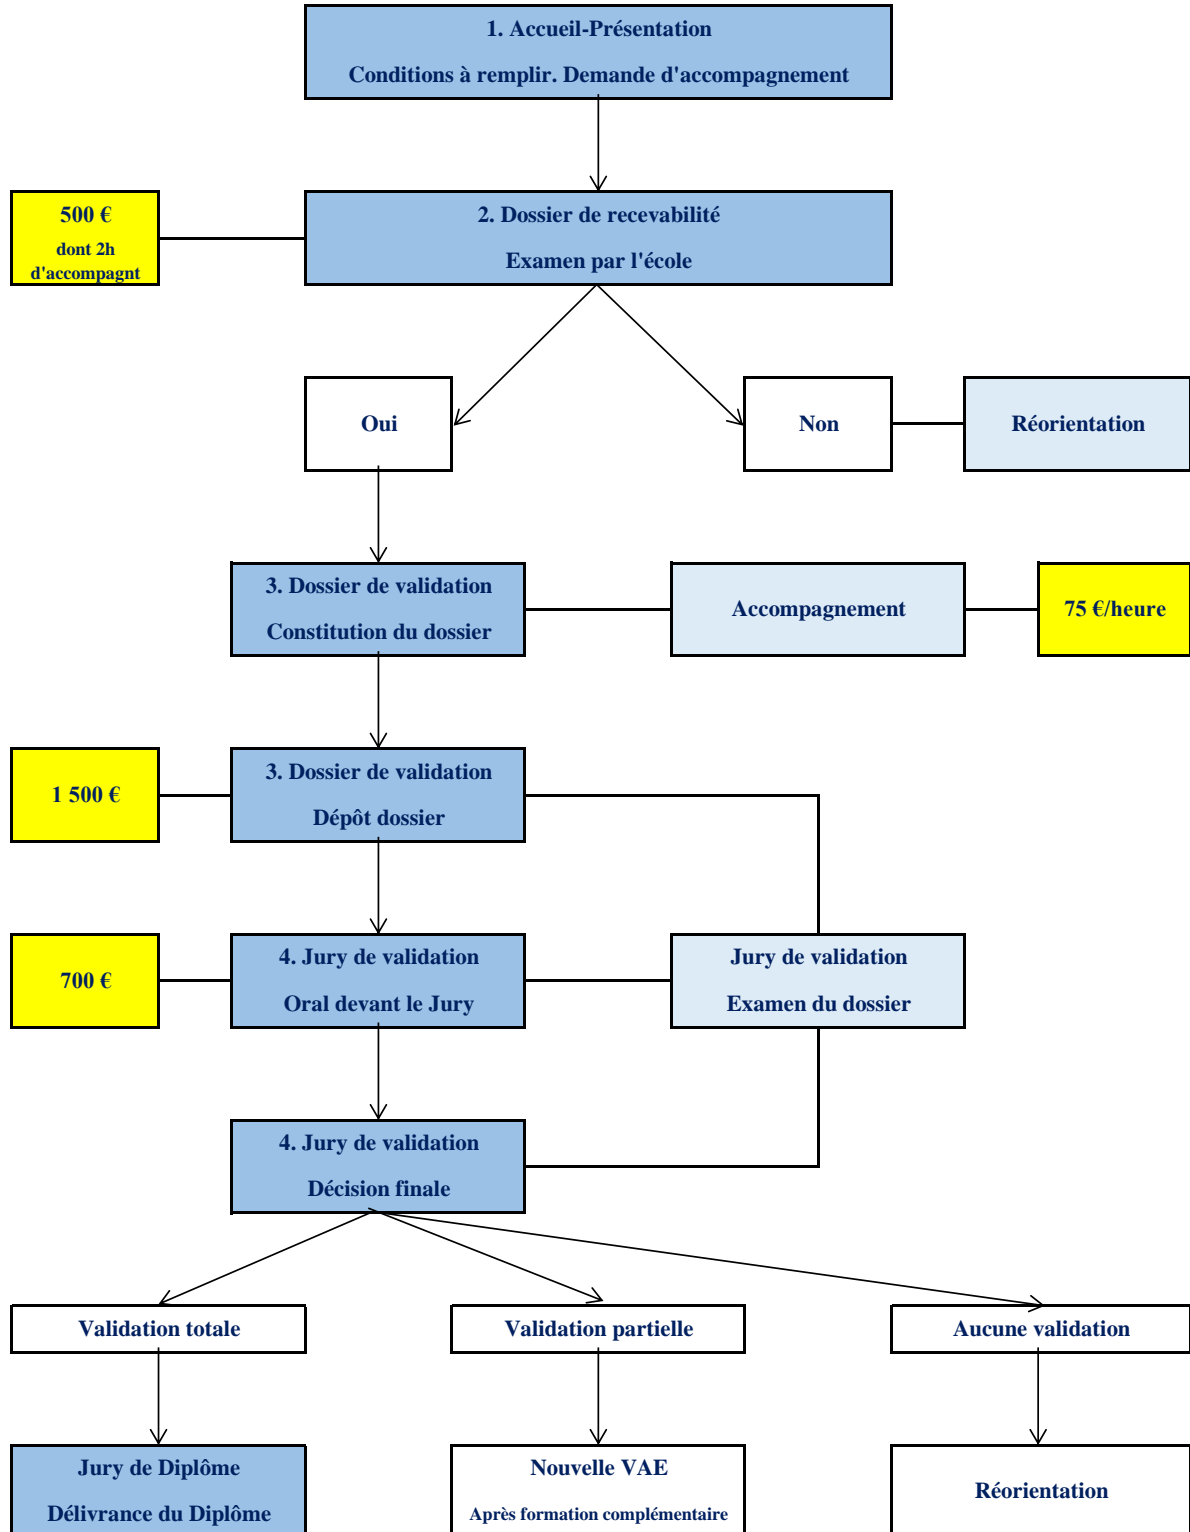 1. Accueil-Présentation
Conditions à remplir. Demande d'accompagnement
500 €
dont 2h
d'accompagnt
2. Dossier de recevabilité
Examen par l'école
Oui
Non
Réorientation
3. Dossier de validation
Constitution du dossier
Accompagnement
75 €/heure
1 500 €
3. Dossier de validation
Dépôt dossier
700 €
4. Jury de validation
Oral devant le Jury
Jury de validation
Examen du dossier
4. Jury de validation
Décision finale
Validation totale
Validation partielle
Aucune validation
Jury de Diplôme
Délivrance du Diplôme
Nouvelle VAE
Après formation complémentaire
Réorientation